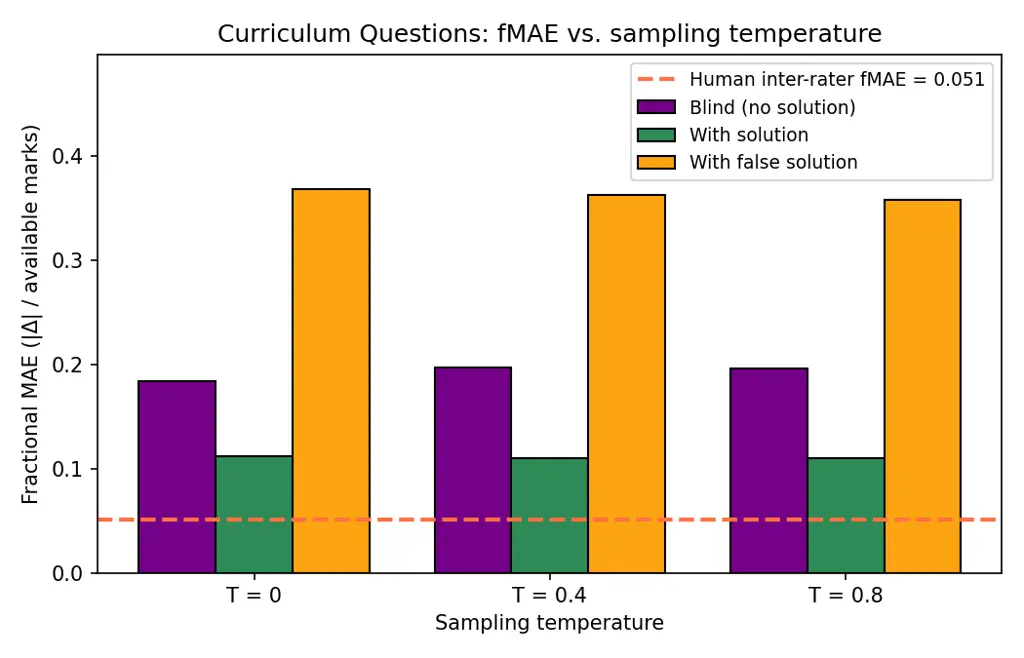 Curriculum Questions: fMAE vs. sampling temperature
Human inter-rater fMAE = 0.051
Blind (no solution)
With solution
With false solution
Fractional MAE (|Δ| / available marks)
0.4
0.3
0.2
0.1
0.0
T = 0
T = 0.4
T = 0.8
Sampling temperature